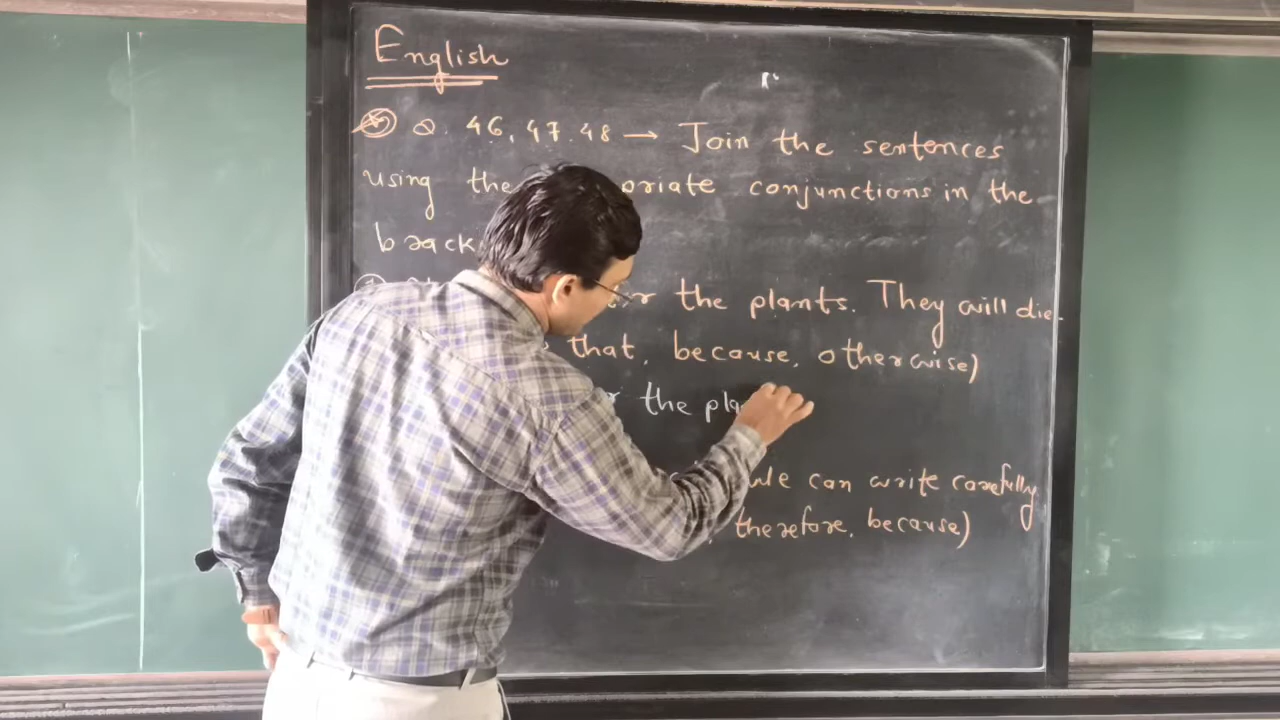 English
Q. 46, 47. 48 → Join the sentences
using the priate conjunctions in the
brack
the plants. They will die.
that, because, otherwise)
the pla
We can write carefully
therefore, because)